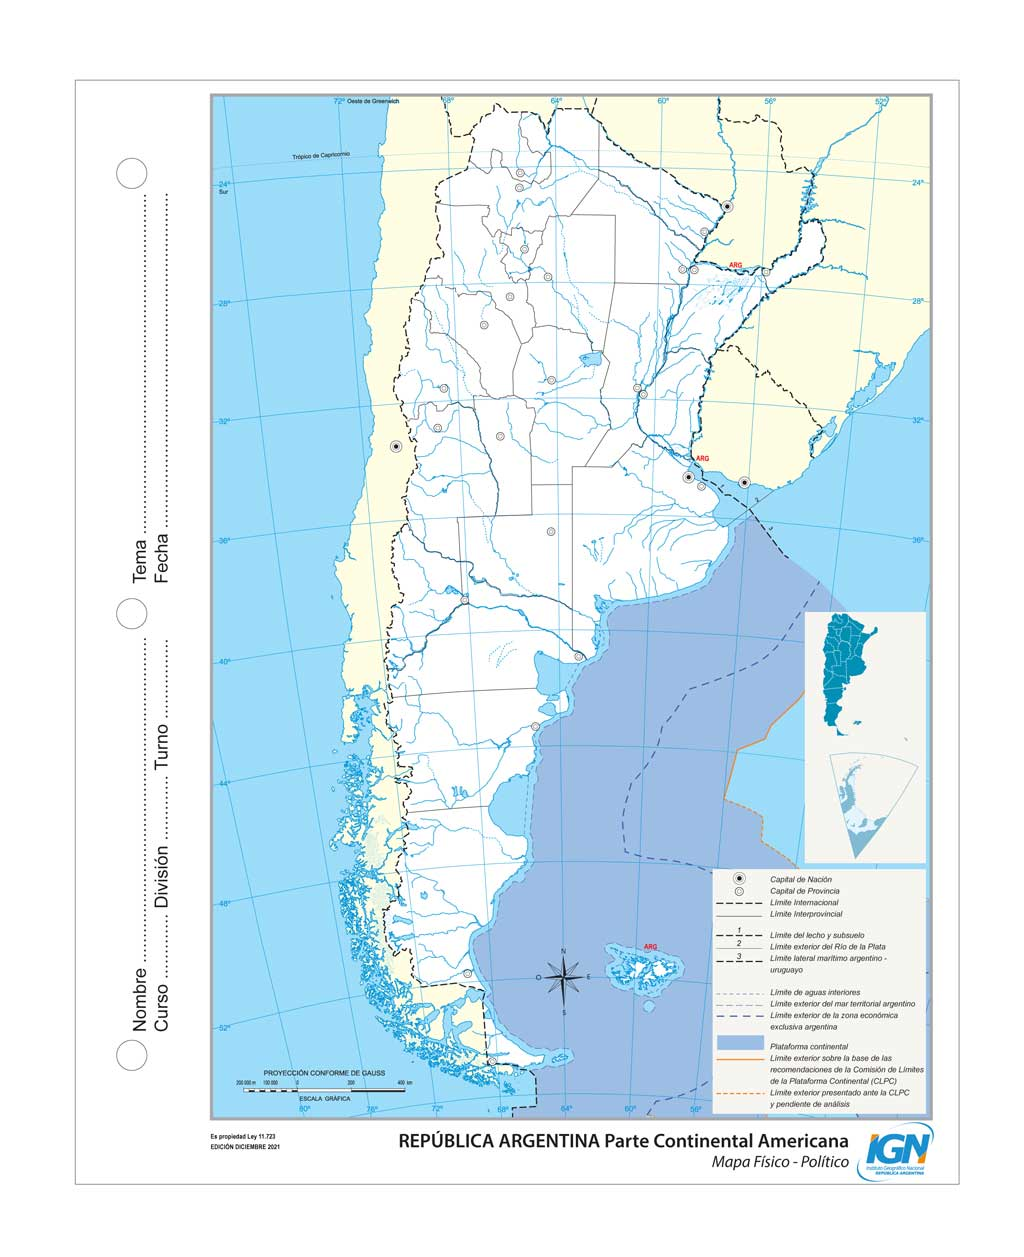 Nombre
Tema
Curso
División
Turno
Fecha
72° Oeste de Greenwich 68° 64° 60° 56° 52°
Trópico de Capricornio
24° 24°
Sur
ARG
28° 28°
32° 32°
ARG
1
2
3
36° 36°
40°
44°
48°
52°
ARG
N
O E
S
PROYECCIÓN CONFORME DE GAUSS
200.000 m 100.000 0 200 400 km
ESCALA GRÁFICA
80° 76° 72° 68° 64° 60° 56°
Capital de Nación
Capital de Provincia
Límite Internacional
Límite Interprovincial
1 Límite del lecho y subsuelo
2 Límite exterior del Río de la Plata
3 Límite lateral marítimo argentino -
uruguayo
Límite de aguas interiores
Límite exterior del mar territorial argentino
Límite exterior de la zona económica
exclusiva argentina
Plataforma continental
Límite exterior sobre la base de las
recomendaciones de la Comisión de Límites
de la Plataforma Continental (CLPC)
Límite exterior presentado ante la CLPC
y pendiente de análisis
Es propiedad Ley 11.723
EDICIÓN DICIEMBRE 2021
REPÚBLICA ARGENTINA Parte Continental Americana
Mapa Físico - Político
IGN
Instituto Geográfico Nacional
REPÚBLICA ARGENTINA